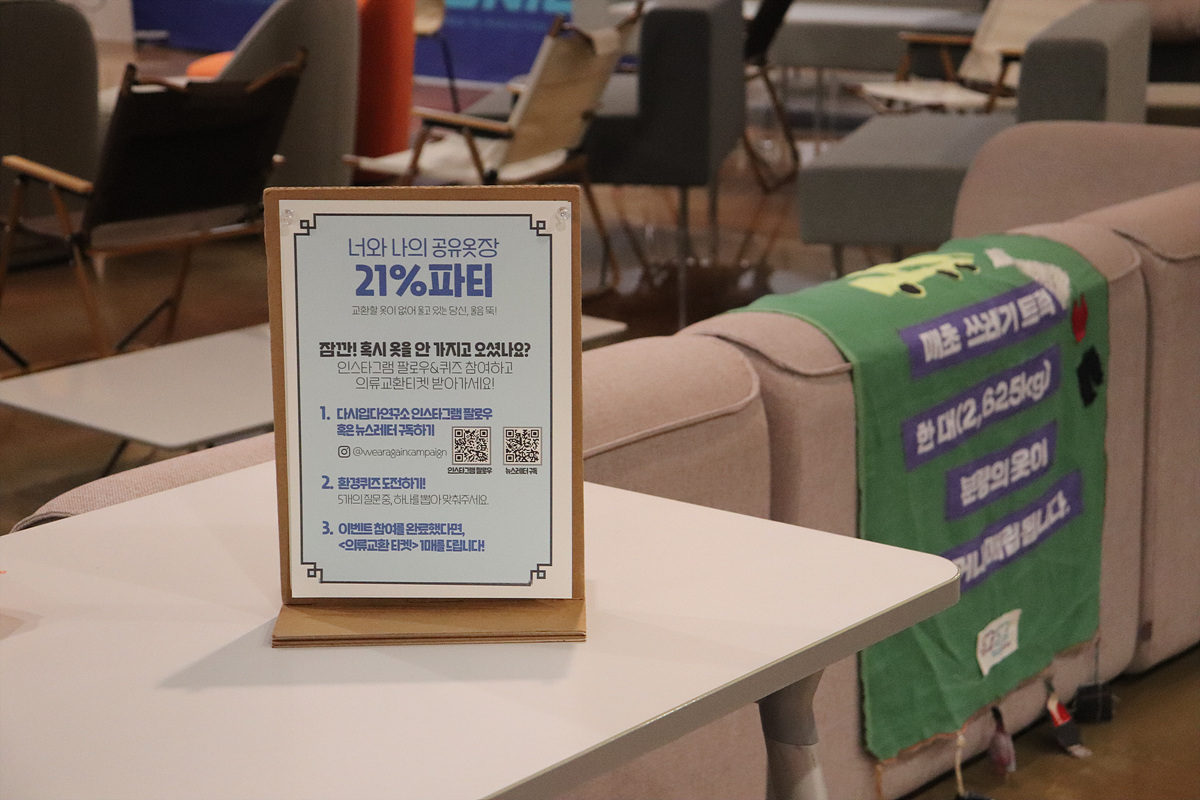 너와 나의 공유옷장
21%파티
교환할 옷이 없어 울고 있는 당신, 울음 뚝!
잠깐! 혹시 옷을 안 가지고 오셨나요?
인스타그램 팔로우&퀴즈 참여하고
의류교환티켓 받아가세요!
1. 다시입다연구소 인스타그램 팔로우
혹은 뉴스레터 구독하기
@wearagaincampaign
인스타그램 팔로우
뉴스레터 구독
2. 환경퀴즈 도전하기!
5개의 질문 중, 하나를 뽑아 맞춰주세요.
3. 이벤트 참여를 완료했다면,
<의류교환 티켓> 1매를 드립니다!
매초 쓰레기 트럭
한 대(2,625kg)
분량의 옷이
매립 됩니다.